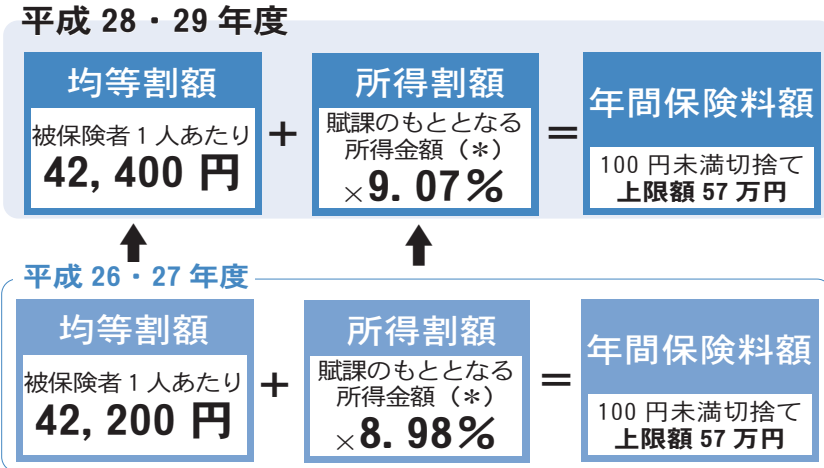 平成 28・29 年度
均等割額
被保険者 1 人あたり
42, 400 円
+
所得割額
賦課のもととなる
所得金額（＊）
×9. 07％
=
年間保険料額
100 円未満切捨て
上限額 57 万円
平成 26・27 年度
均等割額
被保険者 1 人あたり
42, 200 円
+
所得割額
賦課のもととなる
所得金額（＊）
×8. 98％
=
年間保険料額
100 円未満切捨て
上限額 57 万円